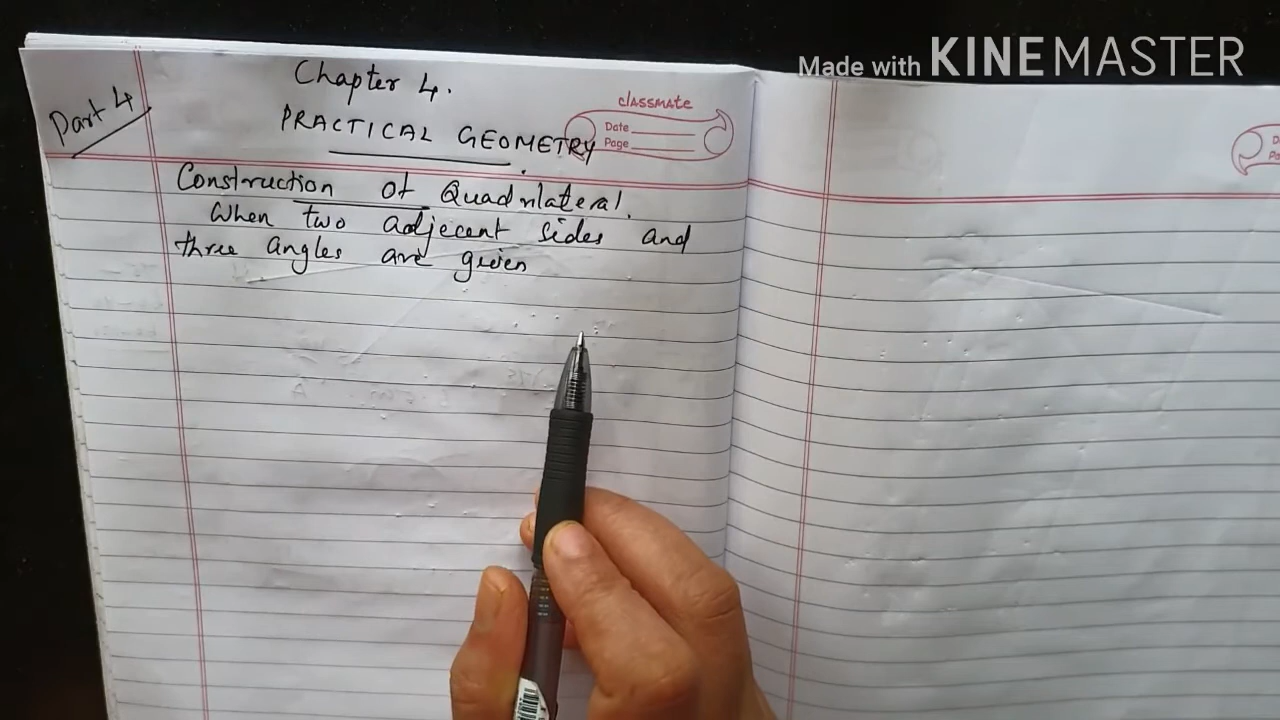 Made with KINEMASTER
Part 4
Chapter 4.
PRACTICAL GEOMETRY
classmate
Date
Page
Construction of Quadrilateral.
When two adjecent sides and
three angles are given